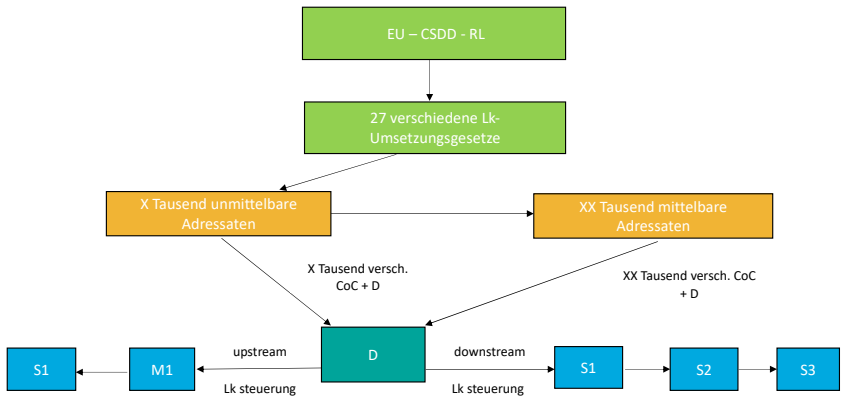 EU – CSDD - RL
27 verschiedene Lk-
Umsetzungsgesetze
X Tausend unmittelbare
Adressaten
XX Tausend mittelbare
Adressaten
X Tausend versch.
CoC + D
XX Tausend versch. CoC
+ D
upstream
downstream
S1
M1
D
S1
S2
S3
Lk steuerung
Lk steuerung